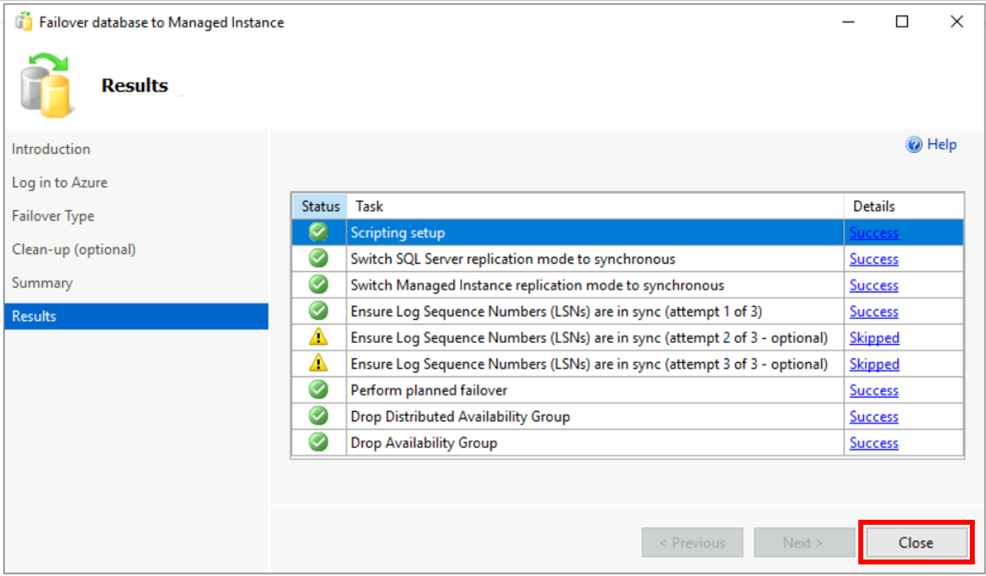 Failover database to Managed Instance
Results
Help
Introduction
Log in to Azure
Failover Type
Clean-up (optional)
Summary
Results
Status Task Details
Scripting setup Success
Switch SQL Server replication mode to synchronous Success
Switch Managed Instance replication mode to synchronous Success
Ensure Log Sequence Numbers (LSNs) are in sync (attempt 1 of 3) Success
Ensure Log Sequence Numbers (LSNs) are in sync (attempt 2 of 3 - optional) Skipped
Ensure Log Sequence Numbers (LSNs) are in sync (attempt 3 of 3 - optional) Skipped
Perform planned failover Success
Drop Distributed Availability Group Success
Drop Availability Group Success
< Previous Next > Close